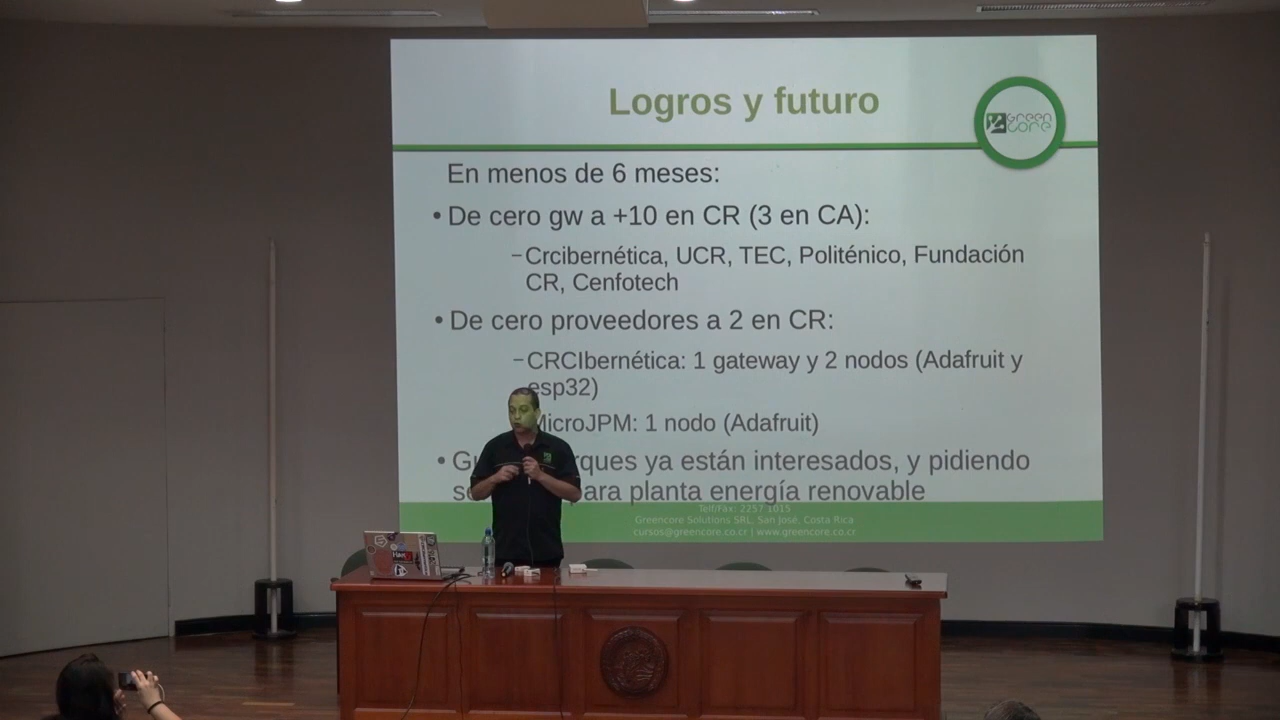 Logros y futuro
GREEN
CORE
En menos de 6 meses:
• De cero gw a +10 en CR (3 en CA):
–Crcibernética, UCR, TEC, Politénico, Fundación
CR, Cenfotech
• De cero proveedores a 2 en CR:
–CRCIbernética: 1 gateway y 2 nodos (Adafruit y
esp32)
MicroJPM: 1 nodo (Adafruit)
• ya están interesados, y pidiendo
planta energía renovable
Telf/Fax: 2257 1015
Greencore Solutions SRL, San José, Costa Rica
cursos@greencore.co.cr | www.greencore.co.cr